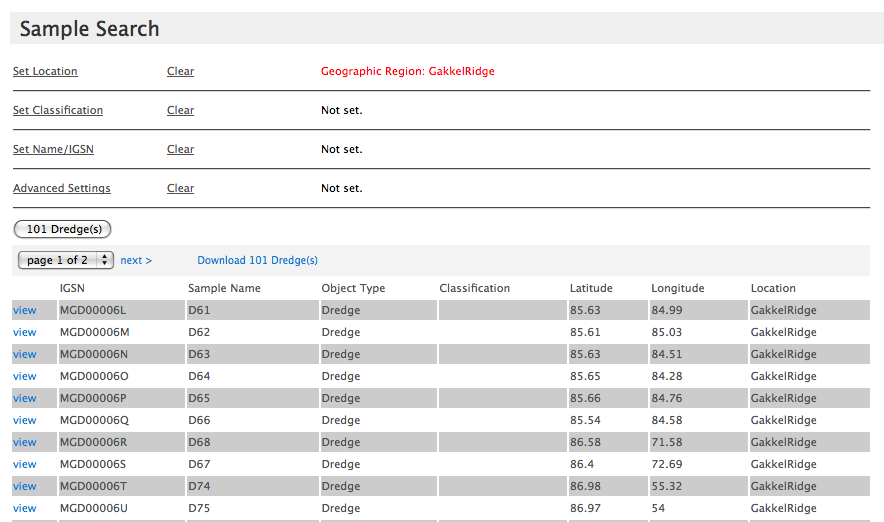 Sample Search
Set Location Clear Geographic Region: GakkelRidge
Set Classification Clear Not set.
Set Name/IGSN Clear Not set.
Advanced Settings Clear Not set.
101 Dredge(s)
page 1 of 2 next > Download 101 Dredge(s)
IGSN Sample Name Object Type Classification Latitude Longitude Location
view MGD00006L D61 Dredge 85.63 84.99 GakkelRidge
view MGD00006M D62 Dredge 85.61 85.03 GakkelRidge
view MGD00006N D63 Dredge 85.63 84.51 GakkelRidge
view MGD00006O D64 Dredge 85.65 84.28 GakkelRidge
view MGD00006P D65 Dredge 85.66 84.76 GakkelRidge
view MGD00006Q D66 Dredge 85.54 84.58 GakkelRidge
view MGD00006R D68 Dredge 86.58 71.58 GakkelRidge
view MGD00006S D67 Dredge 86.4 72.69 GakkelRidge
view MGD00006T D74 Dredge 86.98 55.32 GakkelRidge
view MGD00006U D75 Dredge 86.97 54 GakkelRidge